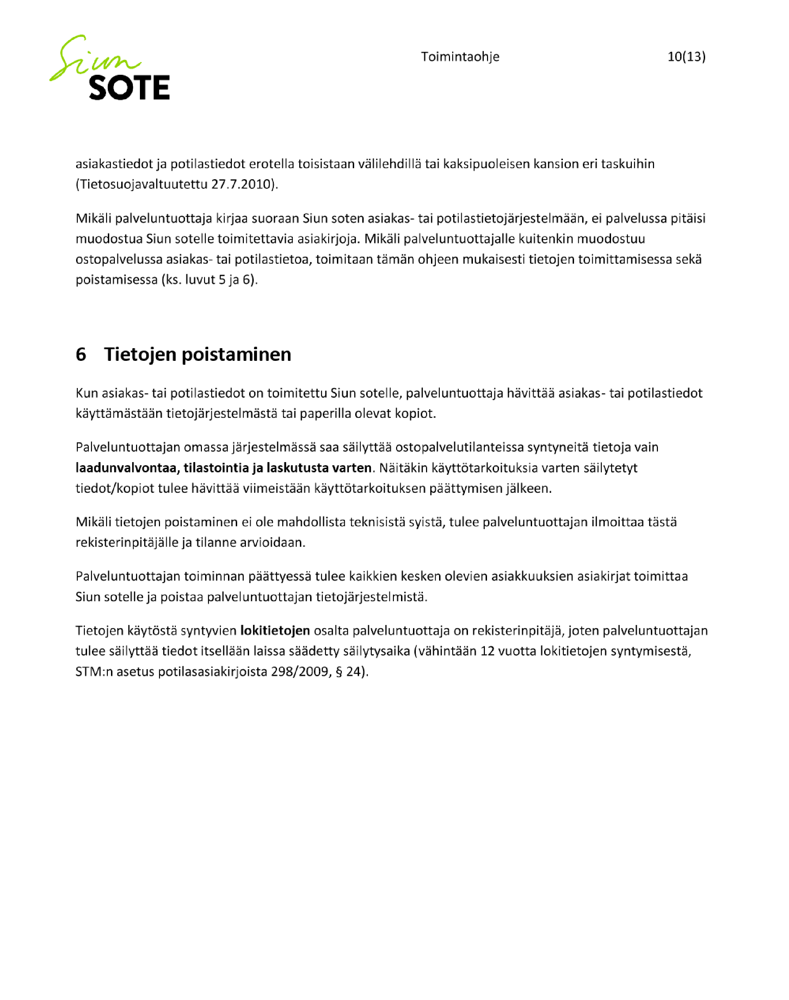 Siun
SOTE
Toimintaohje
10(13)
asiakastiedot ja potilastiedot erotella toisistaan välilehdillä tai kaksipuoleisen kansion eri taskuihin
(Tietosuojavaltuutettu 27.7.2010).
Mikäli palveluntuottaja kirjaa suoraan Siun soten asiakas- tai potilastietojärjestelmään, ei palvelussa pitäisi
muodostua Siun sotelle toimitettavia asiakirjoja. Mikäli palveluntuottajalle kuitenkin muodostuu
ostopalvelussa asiakas- tai potilastietoa, toimitaan tämän ohjeen mukaisesti tietojen toimittamisessa sekä
poistamisessa (ks. luvut 5 ja 6).
6 Tietojen poistaminen
Kun asiakas- tai potilastiedot on toimitettu Siun sotelle, palveluntuottaja hävittää asiakas- tai potilastiedot
käyttämästään tietojärjestelmästä tai paperilla olevat kopiot.
Palveluntuottajan omassa järjestelmässä saa säilyttää ostopalvelutilanteissa syntyneitä tietoja vain
laadunvalvontaa, tilastointia ja laskutusta varten. Näitäkin käyttötarkoituksia varten säilytetyt
tiedot/kopiot tulee hävittää viimeistään käyttötarkoituksen päättymisen jälkeen.
Mikäli tietojen poistaminen ei ole mahdollista teknisistä syistä, tulee palveluntuottajan ilmoittaa tästä
rekisterinpitäjälle ja tilanne arvioidaan.
Palveluntuottajan toiminnan päättyessä tulee kaikkien kesken olevien asiakkuuksien asiakirjat toimittaa
Siun sotelle ja poistaa palveluntuottajan tietojärjestelmistä.
Tietojen käytöstä syntyvien lokitietojen osalta palveluntuottaja on rekisterinpitäjä, joten palveluntuottajan
tulee säilyttää tiedot itsellään laissa säädetty säilytysaika (vähintään 12 vuotta lokitietojen syntymisestä,
STM:n asetus potilasasiakirjoista 298/2009, § 24).